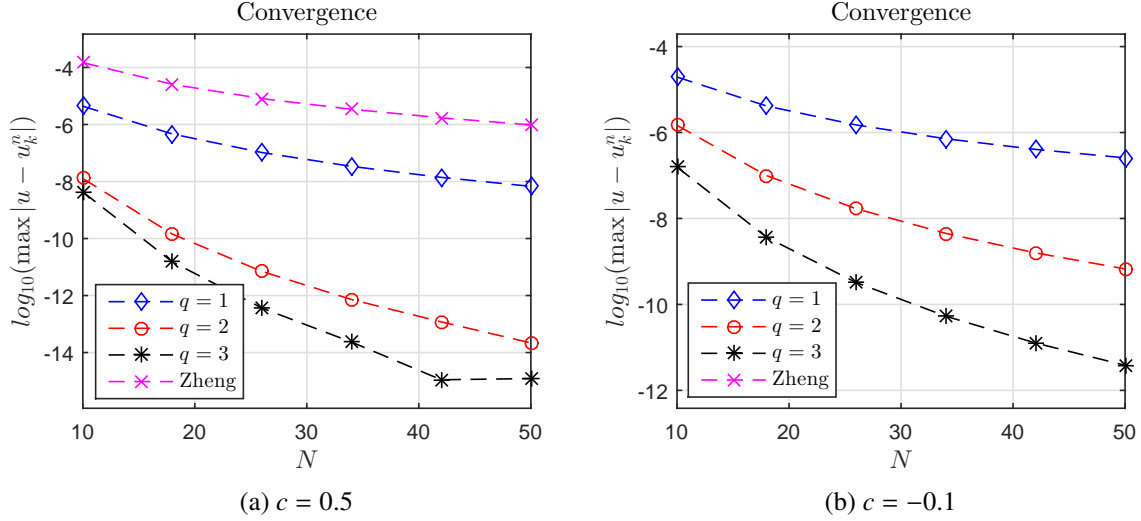 Convergence
-4
-6
-8
-10
-12
-14
log10(max |u − u_k^n|)
q = 1
q = 2
q = 3
Zheng
10 20 30 40 50
N
(a) c = 0.5
Convergence
-4
-6
-8
-10
-12
log10(max |u − u_k^n|)
q = 1
q = 2
q = 3
Zheng
10 20 30 40 50
N
(b) c = −0.1